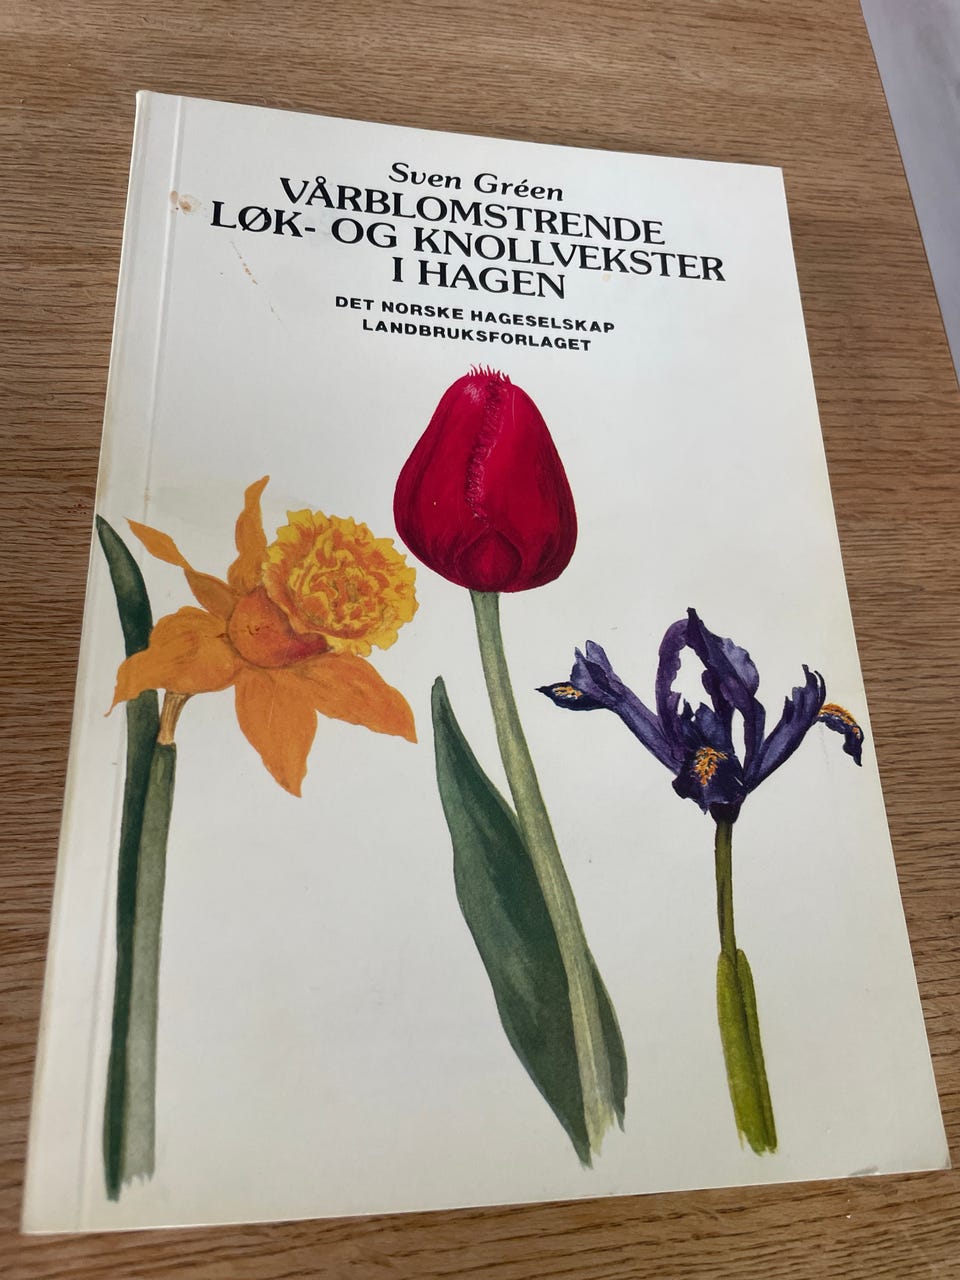 Sven Gréen
VÅRBLOMSTRENDE
LØK- OG KNOLLVEKSTER
I HAGEN
DET NORSKE HAGESELSKAP
LANDBRUKSFORLAGET